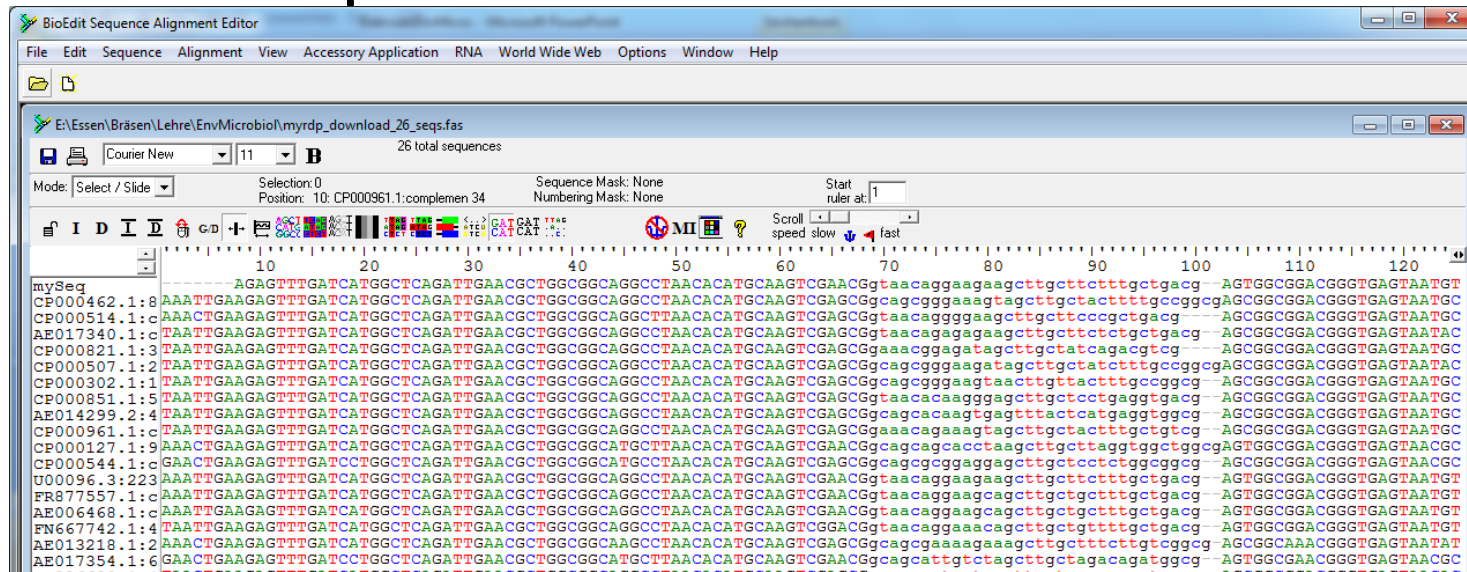 BioEdit Sequence Alignment Editor
File Edit Sequence Alignment View Accessory Application RNA World Wide Web Options Window Help
E:\Essen\Bräsen\Lehre\EnvMicrobiol\myrdp_download_26_seqs.fas
Courier New 11 B 26 total sequences
Mode: Select / Slide Selection: 0 Sequence Mask: None Start
Position: 10: CP000961.1:complemen 34 Numbering Mask: None ruler at: 1
I D I D G/D MI ? Scroll
speed slow fast
10 20 30 40 50 60 70 80 90 100 110 120
mySeq -------AGAGTTTGATCATGGCTCAGATTGAACGCTGGCGGCAGGCCTAACACATGCAAGTCGAACGgtaacaggaagaagcttgcttctttgctgacg--AGTGGCGGACGGGTGAGTAATGT
CP000462.1:8 AAATTGAAGAGTTTGATCATGGCTCAGATTGAACGCTGGCGGCAGGCCTAACACATGCAAGTCGAGCGgcagcgggaaagtagcttgctacttttgccggcgAGCGGCGGACGGGTGAGTAATGC
CP000514.1:c AAACTGAAGAGTTTGATCATGGCTCAGATTGAACGCTGGCGGCAGGCTTAACACATGCAAGTCGAGCGgtaacaggggaagcttgcttcccgctgacg----AGCGGCGGACGGGTGAGTAATGC
AE017340.1:c TAATTGAAGAGTTTGATCATGGCTCAGATTGAACGCTGGCGGCAGGCCTAACACATGCAAGTCGAGCGgtaacagagagaagcttgcttctctgctgacg--AGCGGCGGACGGGTGAGTAATAC
CP000821.1:3 TAATTGAAGAGTTTGATCATGGCTCAGATTGAACGCTGGCGGCAGGCCTAACACATGCAAGTCGAGCGgaaacggagatagcttgctatcagacgtcg----AGCGGCGGACGGGTGAGTAATGC
CP000507.1:2 TAATTGAAGAGTTTGATCATGGCTCAGATTGAACGCTGGCGGCAGGCCTAACACATGCAAGTCGAGCGgcagcgggaagatagcttgctatctttgccggcgAGCGGCGGACGGGTGAGTAATAC
CP000302.1:1 TAATTGAAGAGTTTGATCATGGCTCAGATTGAACGCTGGCGGCAGGCCTAACACATGCAAGTCGAGCGgcagcgggaagtaacttgttactttgccggcg--AGCGGCGGACGGGTGAGTAATGC
CP000851.1:5 TAATTGAAGAGTTTGATCATGGCTCAGATTGAACGCTGGCGGCAGGCCTAACACATGCAAGTCGAGCGgtaacacaagggagcttgctcctgaggtgacg--AGCGGCGGACGGGTGAGTAATGC
AE014299.2:4 TAATTGAAGAGTTTGATCATGGCTCAGATTGAACGCTGGCGGCAGGCCTAACACATGCAAGTCGAGCGgcagcacaagtgagtttactcatgaggtggcg--AGCGGCGGACGGGTGAGTAATGC
CP000961.1:c TAATTGAAGAGTTTGATCATGGCTCAGATTGAACGCTGGCGGCAGGCCTAACACATGCAAGTCGAGCGgaaacagaaagtagcttgctactttgctgtcg--AGCGGCGGACGGGTGAGTAATGC
CP000127.1:9 AAACTGAAGAGTTTGATCATGGCTCAGATTGAACGCTGGCGGCATGCTTAACACATGCAAGTCGAACGgcagcagcacctaagcttgcttaggtggctggcgAGTGGCGGACGGGTGAGTAACGC
CP000544.1:c GAACTGAAGAGTTTGATCCTGGCTCAGATTGAACGCTGGCGGCATGCCTAACACATGCAAGTCGAGCGgcagcgcggaggagcttgctcctctggcggcg--AGCGGCGGACGGGTGAGTAACGC
U00096.3:223 AAATTGAAGAGTTTGATCATGGCTCAGATTGAACGCTGGCGGCAGGCCTAACACATGCAAGTCGAACGgtaacaggaagaagcttgcttctttgctgacg--AGTGGCGGACGGGTGAGTAATGT
FR877557.1:c AAATTGAAGAGTTTGATCATGGCTCAGATTGAACGCTGGCGGCAGGCCTAACACATGCAAGTCGAACGgtaacaggaagcagcttgctgctttgctgacg--AGTGGCGGACGGGTGAGTAATGT
AE006468.1:c AAATTGAAGAGTTTGATCATGGCTCAGATTGAACGCTGGCGGCAGGCCTAACACATGCAAGTCGAACGgtaacaggaagcagcttgctgctttgctgacg--AGTGGCGGACGGGTGAGTAATGT
FN667742.1:4 TAATTGAAGAGTTTGATCATGGCTCAGATTGAACGCTGGCGGCAGGCCTAACACATGCAAGTCGGACGgtaacaggaaacagcttgctgttttgctgacg--AGTGGCGGACGGGTGAGTAATGT
AE013218.1:2 AAACTGAAGAGTTTGATCATGGCTCAGATTGAACGCTGGCGGCAAGCCTAACACATGCAAGTCGAGCGgcagcgaaaagaaagcttgctttcttgtcggcg-AGCGGCAAACGGGTGAGTAATAT
AE017354.1:6 GAACTGAAGAGTTTGATCCTGGCTCAGATTGAACGCTGGCGGCATGCTTAACACATGCAAGTCGAACGgcagcattgtctagcttgctagacagatggcg--AGTGGCGAACGGGTGAGTAACGC